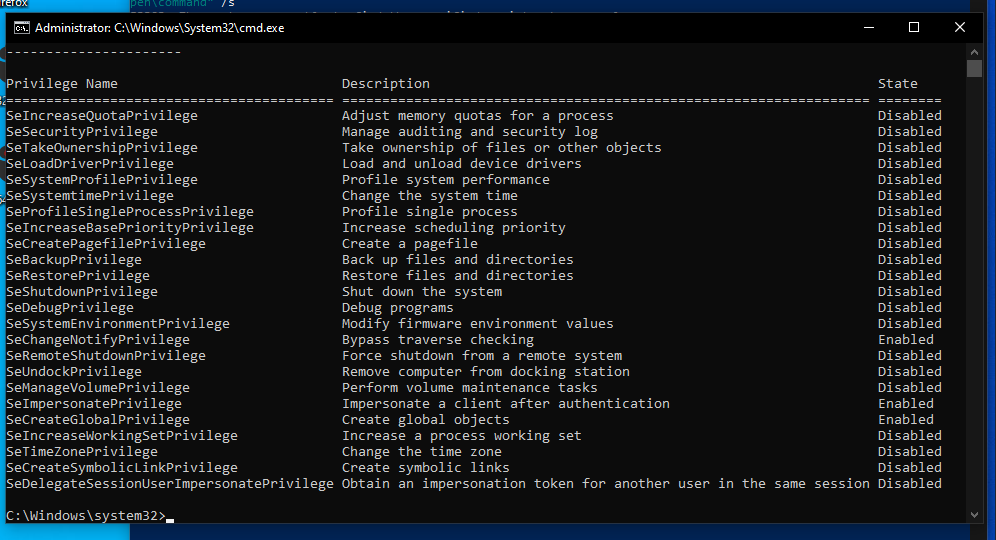 refox
pen\command" /s
Administrator: C:\Windows\System32\cmd.exe
----------------------
Privilege Name Description State
========================================= ================================================================== ========
SeIncreaseQuotaPrivilege Adjust memory quotas for a process Disabled
SeSecurityPrivilege Manage auditing and security log Disabled
SeTakeOwnershipPrivilege Take ownership of files or other objects Disabled
SeLoadDriverPrivilege Load and unload device drivers Disabled
SeSystemProfilePrivilege Profile system performance Disabled
SeSystemtimePrivilege Change the system time Disabled
SeProfileSingleProcessPrivilege Profile single process Disabled
SeIncreaseBasePriorityPrivilege Increase scheduling priority Disabled
SeCreatePagefilePrivilege Create a pagefile Disabled
SeBackupPrivilege Back up files and directories Disabled
SeRestorePrivilege Restore files and directories Disabled
SeShutdownPrivilege Shut down the system Disabled
SeDebugPrivilege Debug programs Disabled
SeSystemEnvironmentPrivilege Modify firmware environment values Disabled
SeChangeNotifyPrivilege Bypass traverse checking Enabled
SeRemoteShutdownPrivilege Force shutdown from a remote system Disabled
SeUndockPrivilege Remove computer from docking station Disabled
SeManageVolumePrivilege Perform volume maintenance tasks Disabled
SeImpersonatePrivilege Impersonate a client after authentication Enabled
SeCreateGlobalPrivilege Create global objects Enabled
SeIncreaseWorkingSetPrivilege Increase a process working set Disabled
SeTimeZonePrivilege Change the time zone Disabled
SeCreateSymbolicLinkPrivilege Create symbolic links Disabled
SeDelegateSessionUserImpersonatePrivilege Obtain an impersonation token for another user in the same session Disabled
C:\Windows\system32>